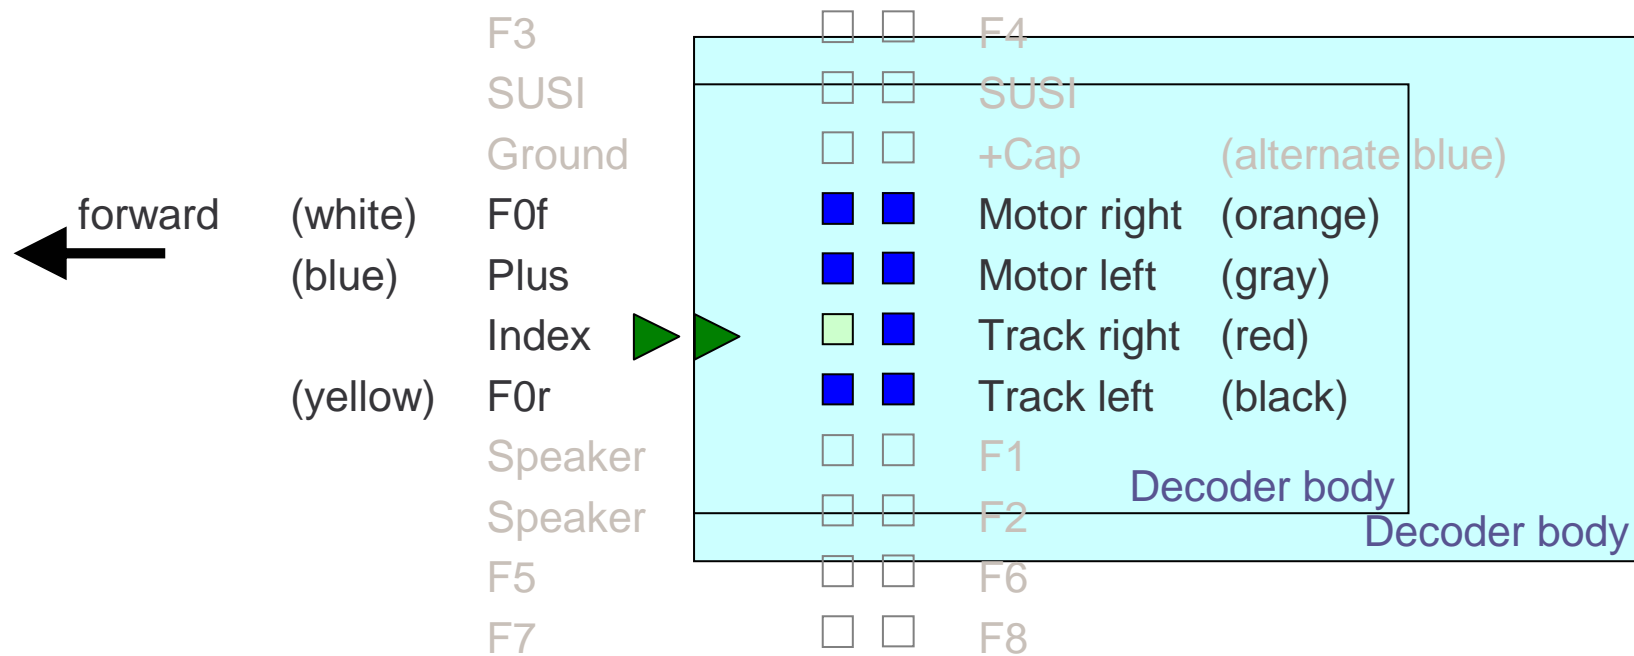 F3 F4
SUSI SUSI
Ground +Cap (alternate blue)
forward (white) F0f Motor right (orange)
(blue) Plus Motor left (gray)
Index Track right (red)
(yellow) F0r Track left (black)
Speaker F1
Decoder body
Speaker F2
Decoder body
F5 F6
F7 F8